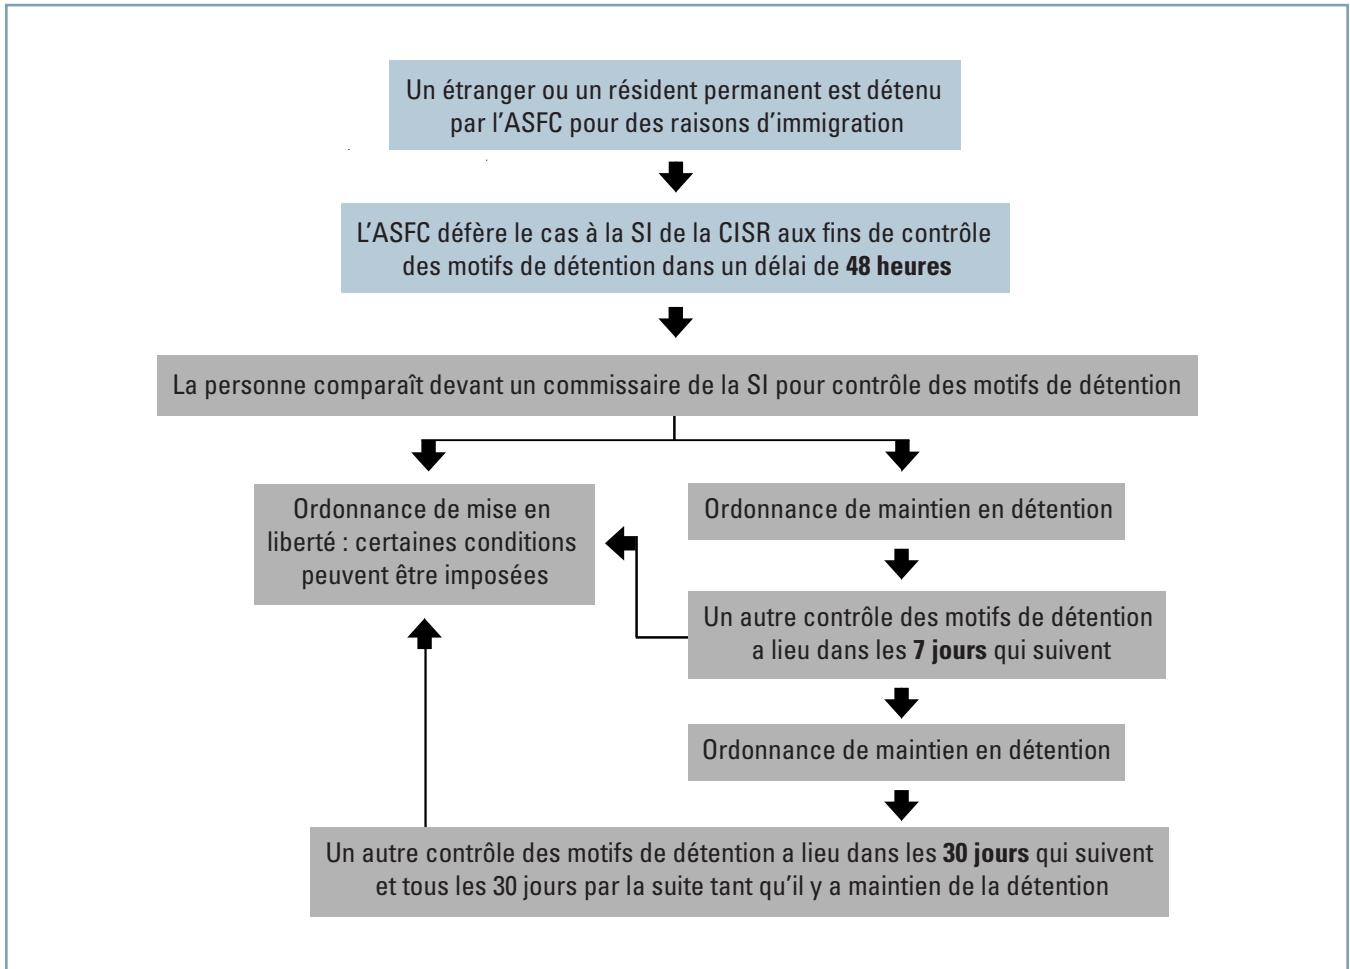 Un étranger ou un résident permanent est détenu
par l’ASFC pour des raisons d’immigration
L’ASFC défère le cas à la SI de la CISR aux fins de contrôle
des motifs de détention dans un délai de 48 heures
La personne comparaît devant un commissaire de la SI pour contrôle des motifs de détention
Ordonnance de mise en
liberté : certaines conditions
peuvent être imposées
Ordonnance de maintien en détention
Un autre contrôle des motifs de détention
a lieu dans les 7 jours qui suivent
Ordonnance de maintien en détention
Un autre contrôle des motifs de détention a lieu dans les 30 jours qui suivent
et tous les 30 jours par la suite tant qu’il y a maintien de la détention